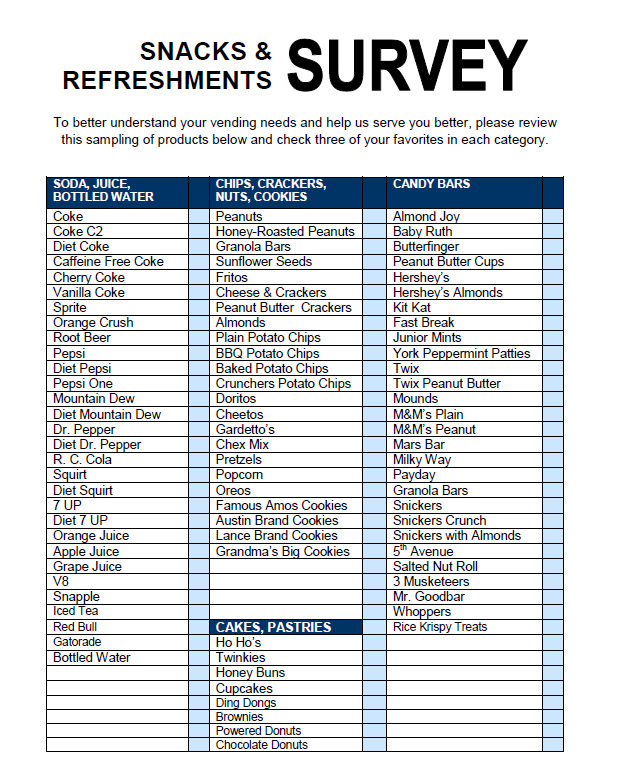 SNACKS &
REFRESHMENTS
SURVEY
To better understand your vending needs and help us serve you better, please review
this sampling of products below and check three of your favorites in each category.
SODA, JUICE,
BOTTLED WATER
Coke
Coke C2
Diet Coke
Caffeine Free Coke
Cherry Coke
Vanilla Coke
Sprite
Orange Crush
Root Beer
Pepsi
Diet Pepsi
Pepsi One
Mountain Dew
Diet Mountain Dew
Dr. Pepper
Diet Dr. Pepper
R. C. Cola
Squirt
Diet Squirt
7 UP
Diet 7 UP
Orange Juice
Apple Juice
Grape Juice
V8
Snapple
Iced Tea
Red Bull
Gatorade
Bottled Water
CHIPS, CRACKERS,
NUTS, COOKIES
Peanuts
Honey-Roasted Peanuts
Granola Bars
Sunflower Seeds
Fritos
Cheese & Crackers
Peanut Butter  Crackers
Almonds
Plain Potato Chips
BBQ Potato Chips
Baked Potato Chips
Crunchers Potato Chips
Doritos
Cheetos
Gardetto's
Chex Mix
Pretzels
Popcorn
Oreos
Famous Amos Cookies
Austin Brand Cookies
Lance Brand Cookies
Grandma's Big Cookies
CAKES, PASTRIES
Ho Ho's
Twinkies
Honey Buns
Cupcakes
Ding Dongs
Brownies
Powered Donuts
Chocolate Donuts
CANDY BARS
Almond Joy
Baby Ruth
Butterfinger
Peanut Butter Cups
Hershey's
Hershey's Almonds
Kit Kat
Fast Break
Junior Mints
York Peppermint Patties
Twix
Twix Peanut Butter
Mounds
M&M's Plain
M&M's Peanut
Mars Bar
Milky Way
Payday
Granola Bars
Snickers
Snickers Crunch
Snickers with Almonds
5th Avenue
Salted Nut Roll
3 Musketeers
Mr. Goodbar
Whoppers
Rice Krispy Treats